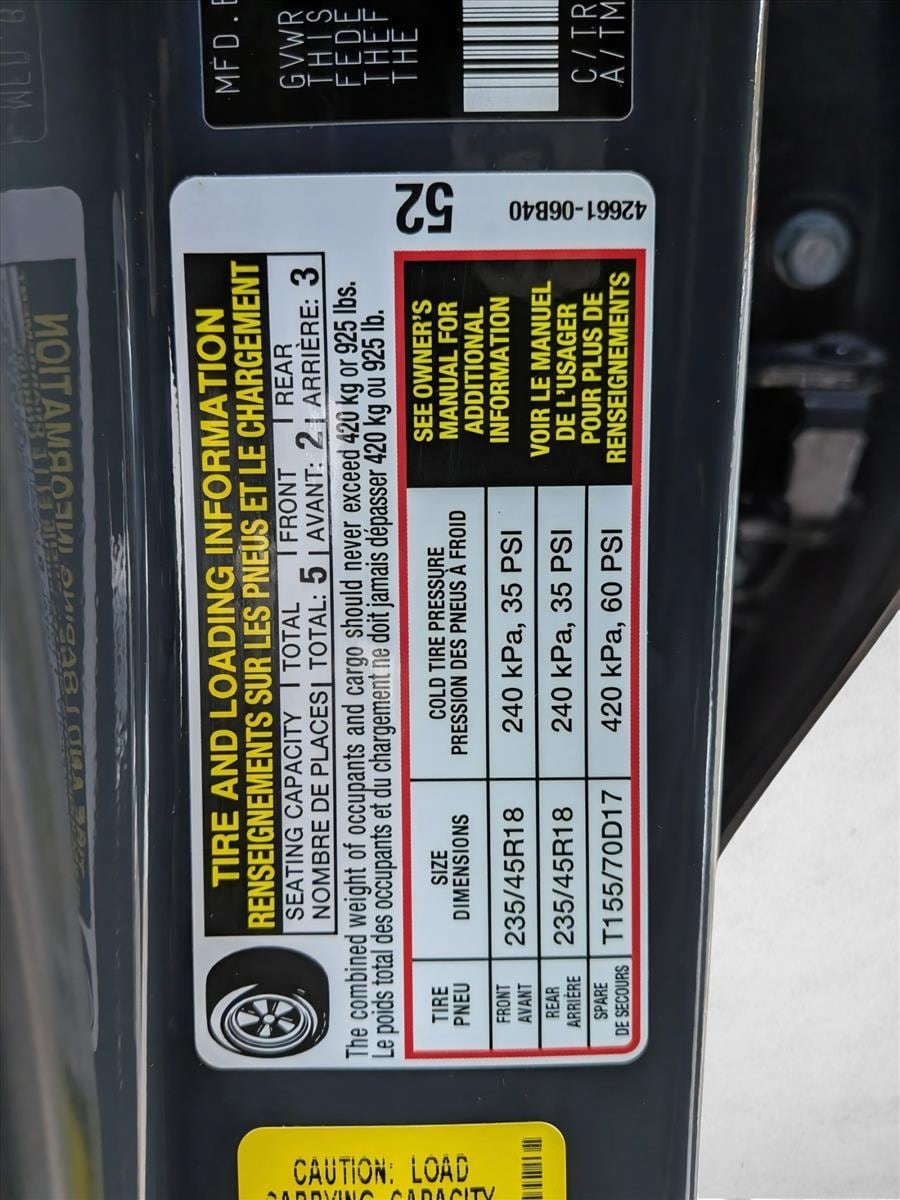 MFD.
GVWR
THIS
FEDE
THEF
THE
C/TR
A/TM
TIRE AND LOADING INFORMATION
RENSEIGNEMENTS SUR LES PNEUS ET LE CHARGEMENT
SEATING CAPACITY | TOTAL | FRONT | REAR
NOMBRE DE PLACES | TOTAL: 5 | AVANT: 2 | ARRIÈRE: 3
The combined weight of occupants and cargo should never exceed 420 kg or 925 lbs.
Le poids total des occupants et du chargement ne doit jamais dépasser 420 kg ou 925 lb.
TIRE
PNEU
SIZE
DIMENSIONS
COLD TIRE PRESSURE
PRESSION DES PNEUS À FROID
FRONT
AVANT
235/45R18
240 kPa, 35 PSI
REAR
ARRIÈRE
235/45R18
240 kPa, 35 PSI
SPARE
DE SECOURS
T155/70D17
420 kPa, 60 PSI
SEE OWNER'S
MANUAL FOR
ADDITIONAL
INFORMATION
VOIR LE MANUEL
DE L'USAGER
POUR PLUS DE
RENSEIGNEMENTS
52
42661-06B40
CAUTION: LOAD
CARRYING CAPACITY